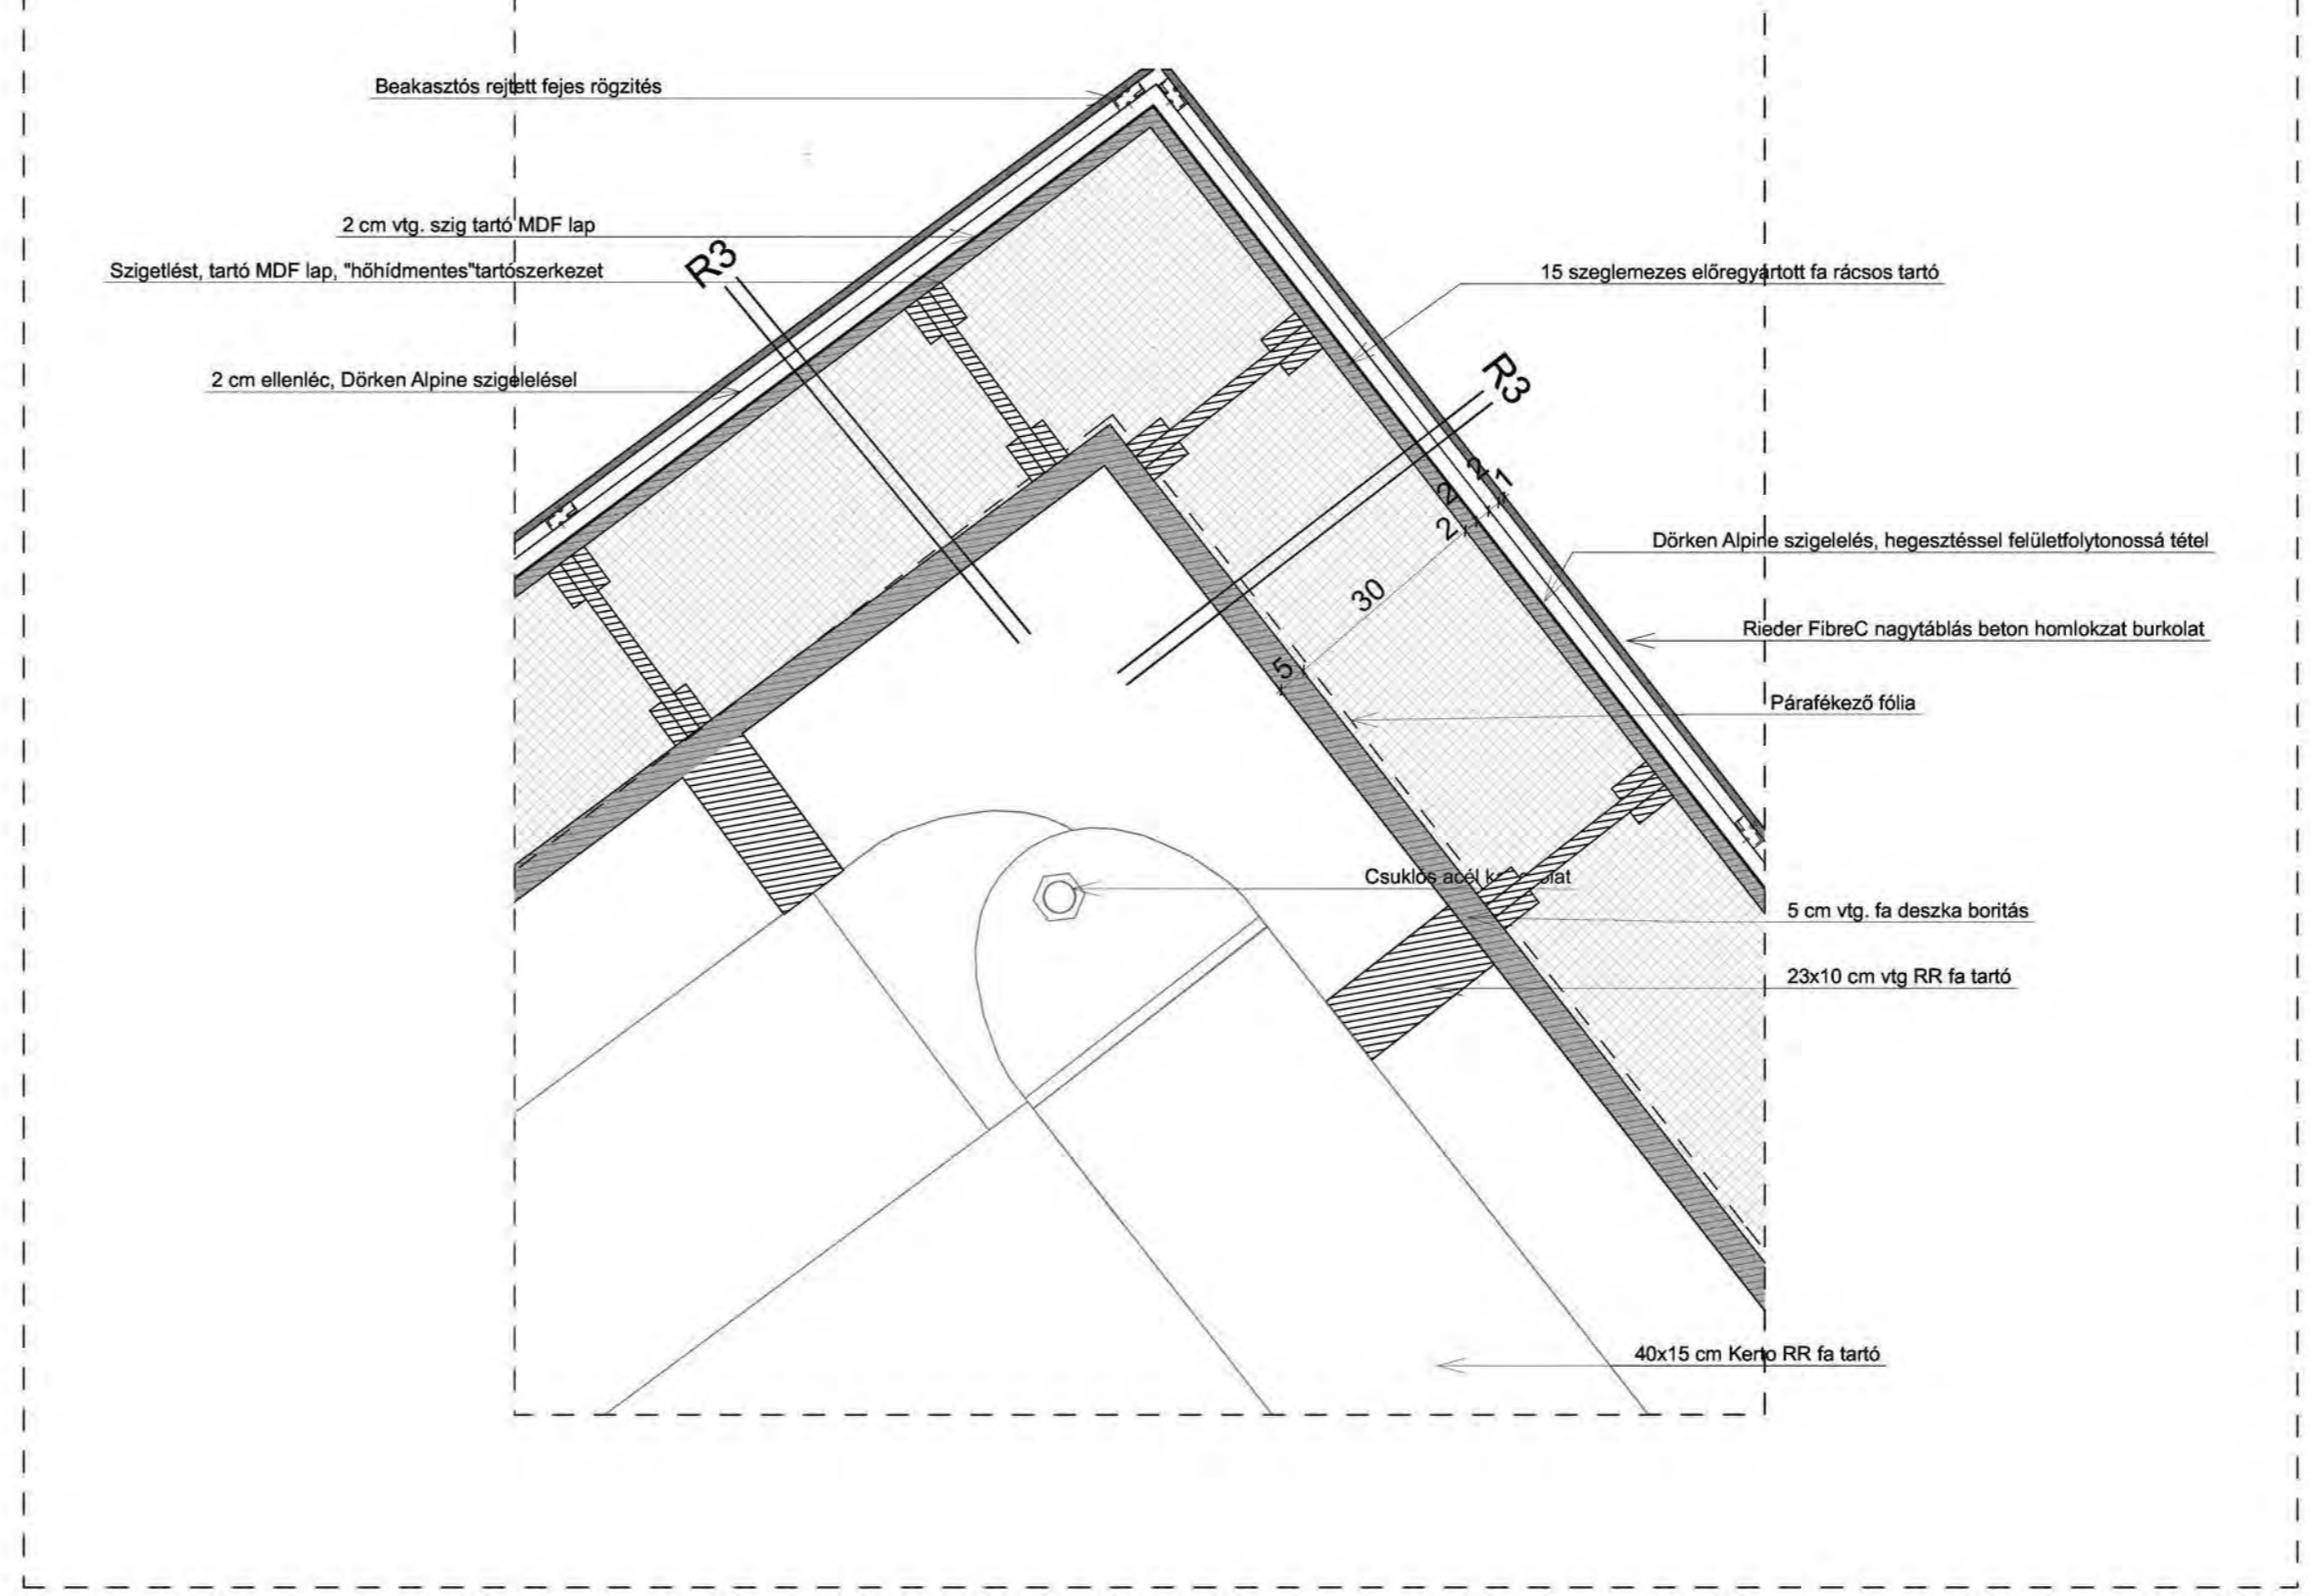 Beakasztós rejtett fejes rögzités
2 cm vtg. szig tartó MDF lap
R3
Szigetlést, tartó MDF lap, "hőhídmentes"tartószerkezet
15 szeglemezes előregyártott fa rácsos tartó
2 cm ellenléc, Dörken Alpine szigelelésel
R3
2
1
2
2
Dörken Alpine szigelelés, hegesztéssel felületfolytonossá tétel
30
Rieder FibreC nagytáblás beton homlokzat burkolat
5
Párafékező fólia
Csuklós acél
5 cm vtg. fa deszka boritás
23x10 cm vtg RR fa tartó
40x15 cm Kerto RR fa tartó